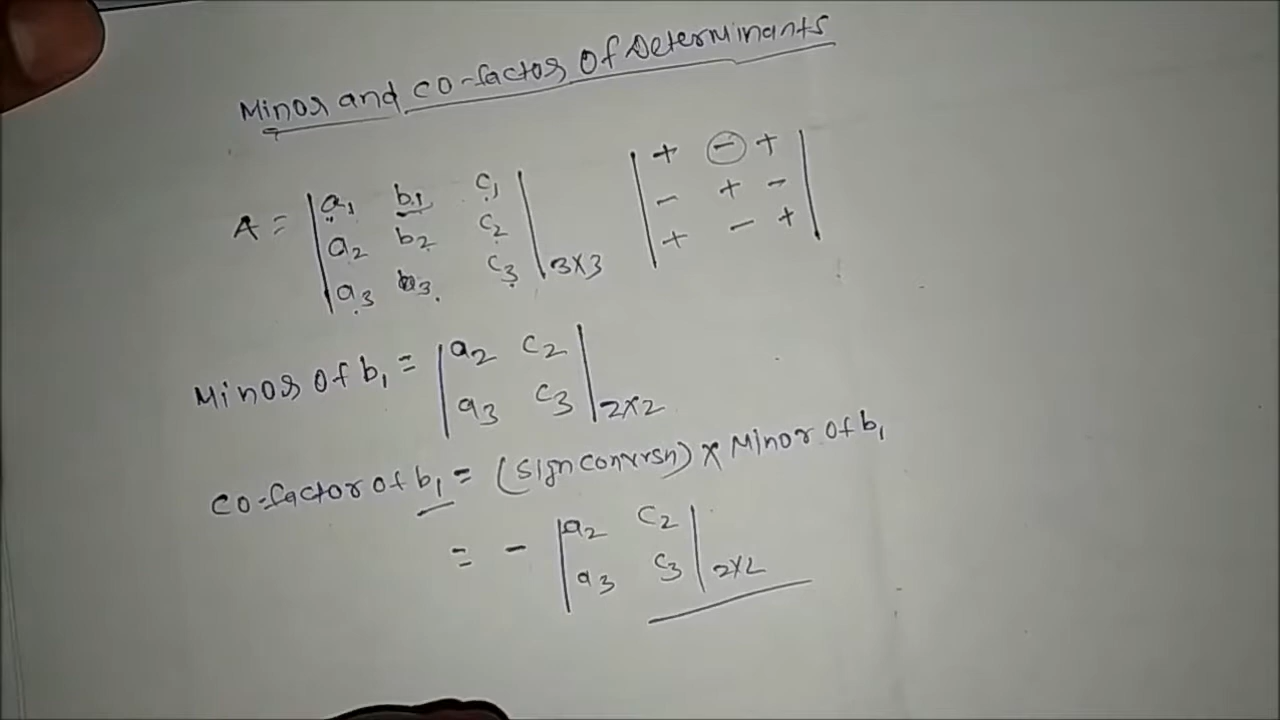 Minor and co-factor of Determinants
A = | a₁ b₁ c₁ |
| a₂ b₂ c₂ |
| a₃ b₃ c₃ | 3×3
| + − + |
| − + − |
| + − + |
Minor of b₁ = | a₂ c₂ |
| a₃ c₃ | 2×2
co-factor of b₁ = (sign convrsn) × Minor of b₁
= − | a₂ c₂ |
| a₃ c₃ | 2×2